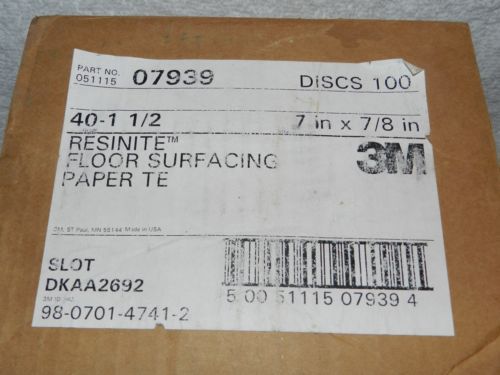 PART NO.
051115 07939 DISCS 100
40-1 1/2 7 in x 7/8 in
RESINITE™
FLOOR SURFACING 3M
PAPER TE
3M, ST Paul, MN 55144 Made in USA
SLOT
DKAA2692
5 00 51115 07939 4
98-0701-4741-2